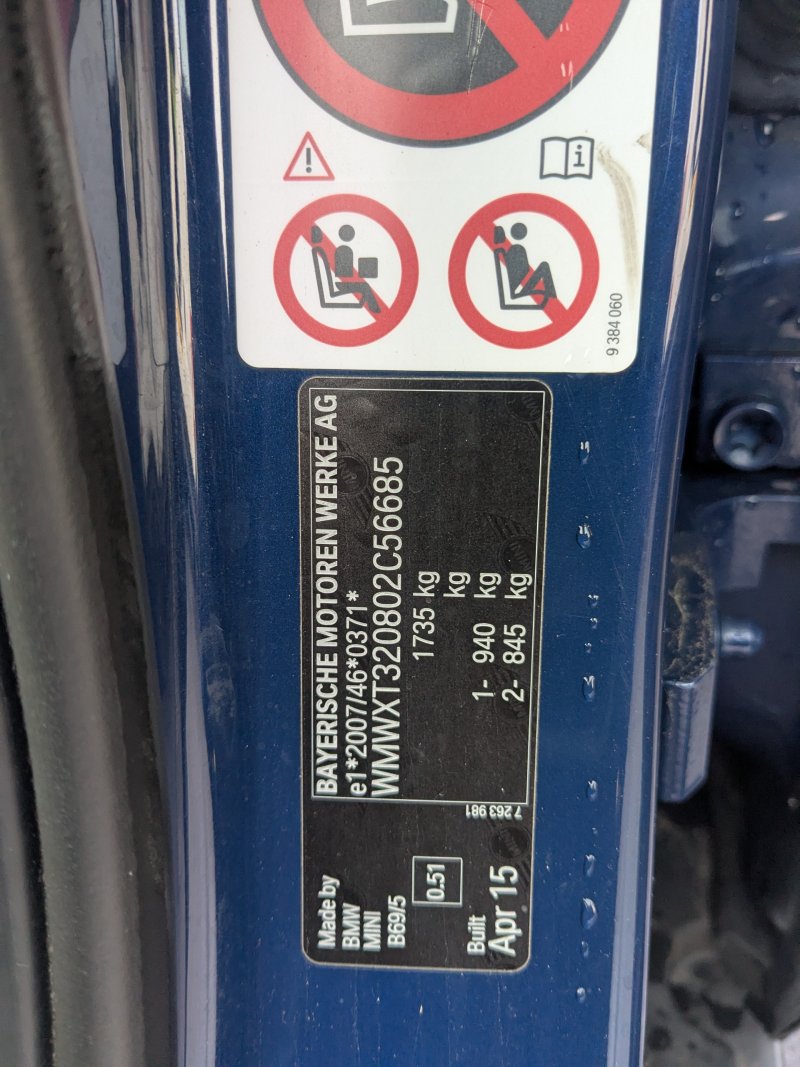 9 384 060
BAYERISCHE MOTOREN WERKE AG
e1*2007/46*0371*
WMWXT320802C56685
1735 kg
kg
1- 940 kg
2- 845 kg
7 263 981
Made by
BMW
MINI
B69/5
0.51
Built
Apr 15